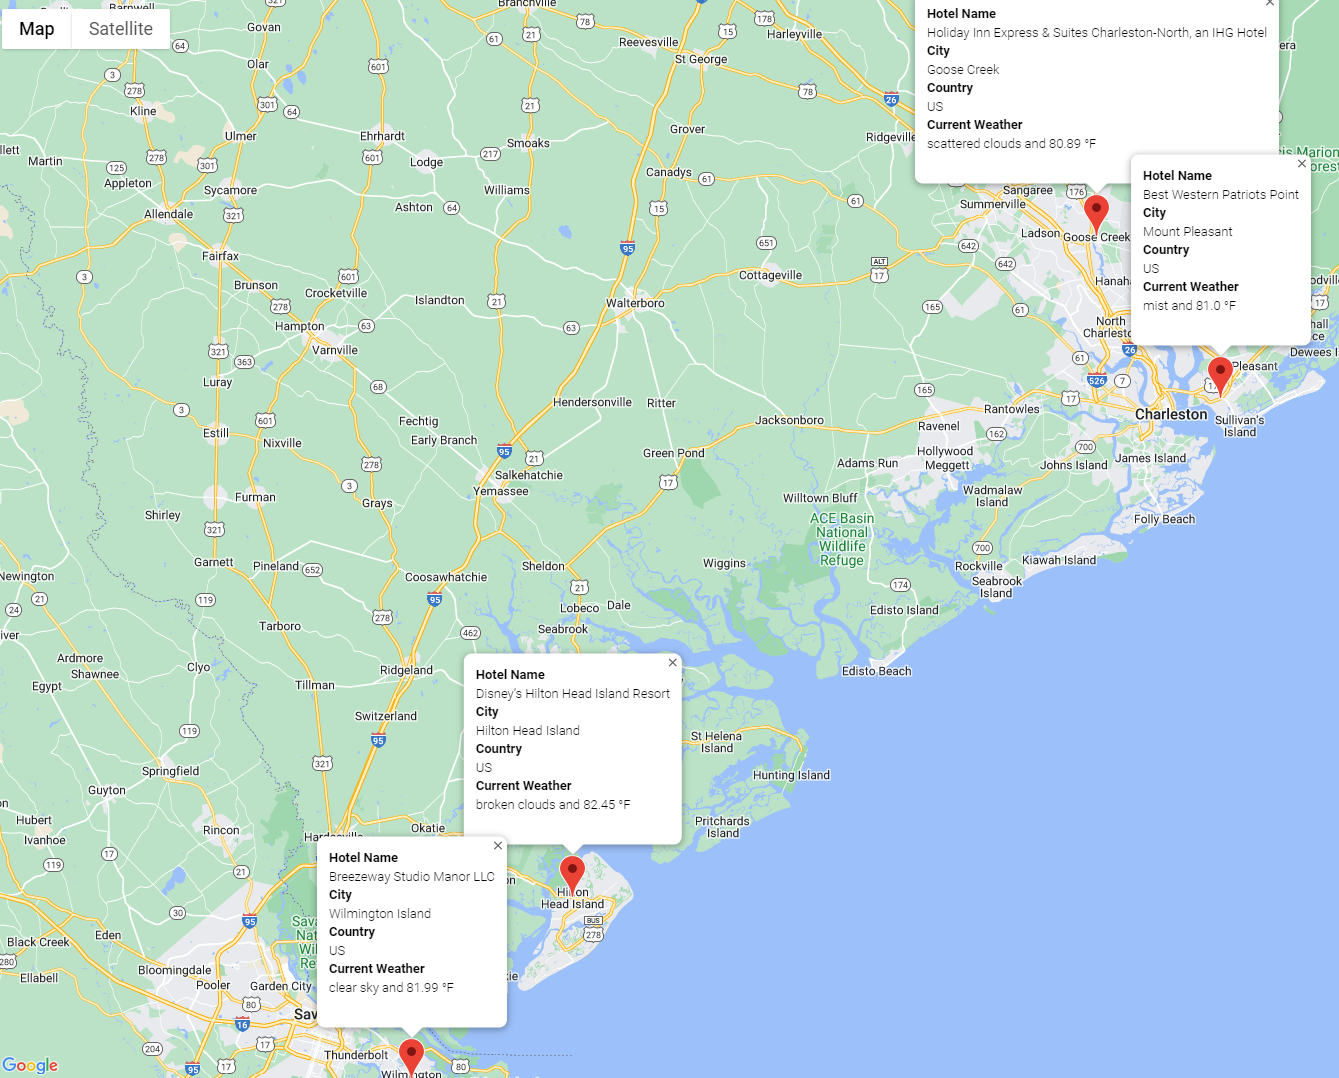 Map
Satellite
Hotel Name
Holiday Inn Express & Suites Charleston-North, an IHG Hotel
City
Goose Creek
Country
US
Current Weather
scattered clouds and 80.89 °F
Hotel Name
Best Western Patriots Point
City
Mount Pleasant
Country
US
Current Weather
mist and 81.0 °F
Hotel Name
Disney's Hilton Head Island Resort
City
Hilton Head Island
Country
US
Current Weather
broken clouds and 82.45 °F
Hotel Name
Breezeway Studio Manor LLC
City
Wilmington Island
Country
US
Current Weather
clear sky and 81.99 °F
Barnwell
Branchville
Govan
Reevesville
Harleyville
St George
Olar
Kline
Ulmer
Ehrhardt
Smoaks
Grover
Ridgeville
Martin
Lodge
Canadys
Appleton
Sycamore
Williams
Sangaree
Summerville
Allendale
Ashton
Ladson
Goose Creek
Fairfax
Brunson
Crocketville
Islandton
Cottageville
Walterboro
Hampton
Varnville
North
Luray
Hendersonville
Ritter
Jacksonboro
Rantowles
Charleston
Pleasant
Dewees
Sullivan's
Island
Fechtig
Early Branch
Estill
Nixville
Ravenel
Green Pond
Adams Run
Hollywood
Meggett
Johns Island
James Island
Salkehatchie
Yemassee
Furman
Grays
Shirley
Willtown Bluff
Wadmalaw
Island
Folly Beach
ACE Basin
National
Wildlife
Refuge
Garnett
Pineland
Coosawhatchie
Sheldon
Wiggins
Rockville
Kiawah Island
Seabrook
Island
Newington
Lobeco
Dale
Edisto Island
Tarboro
Seabrook
Ardmore
Shawnee
Clyo
Ridgeland
Edisto Beach
Egypt
Tillman
Switzerland
St Helena
Island
Springfield
Hunting Island
Guyton
Hubert
Ivanhoe
Rincon
Okatie
Pritchards
Island
Hilton
Head Island
Black Creek
Eden
Bloomingdale
Pooler
Garden City
Ellabell
Thunderbolt
Wilmington
Google